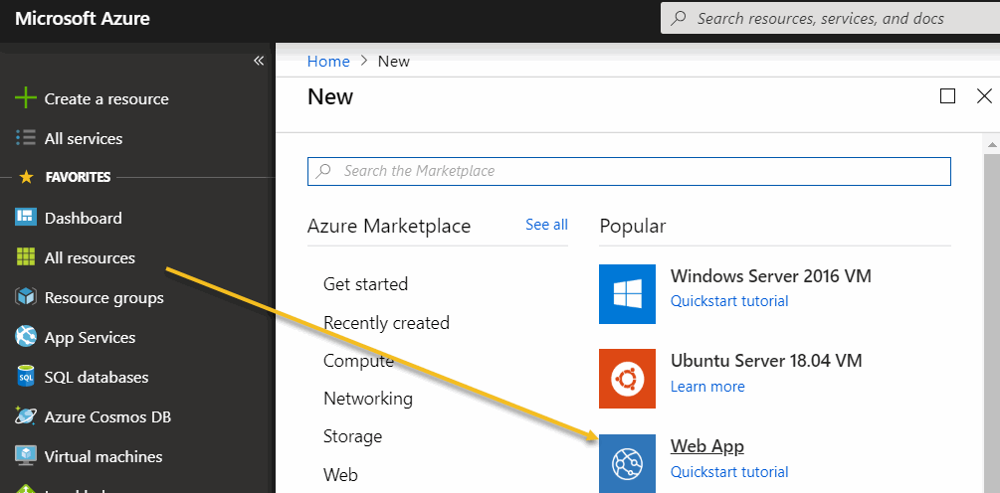 Microsoft Azure
Search resources, services, and docs
«
Create a resource
All services
FAVORITES
Dashboard
All resources
Resource groups
App Services
SQL databases
Azure Cosmos DB
Virtual machines
Home > New
New
Search the Marketplace
Azure Marketplace
See all
Get started
Recently created
Compute
Networking
Storage
Web
Popular
Windows Server 2016 VM
Quickstart tutorial
Ubuntu Server 18.04 VM
Learn more
Web App
Quickstart tutorial